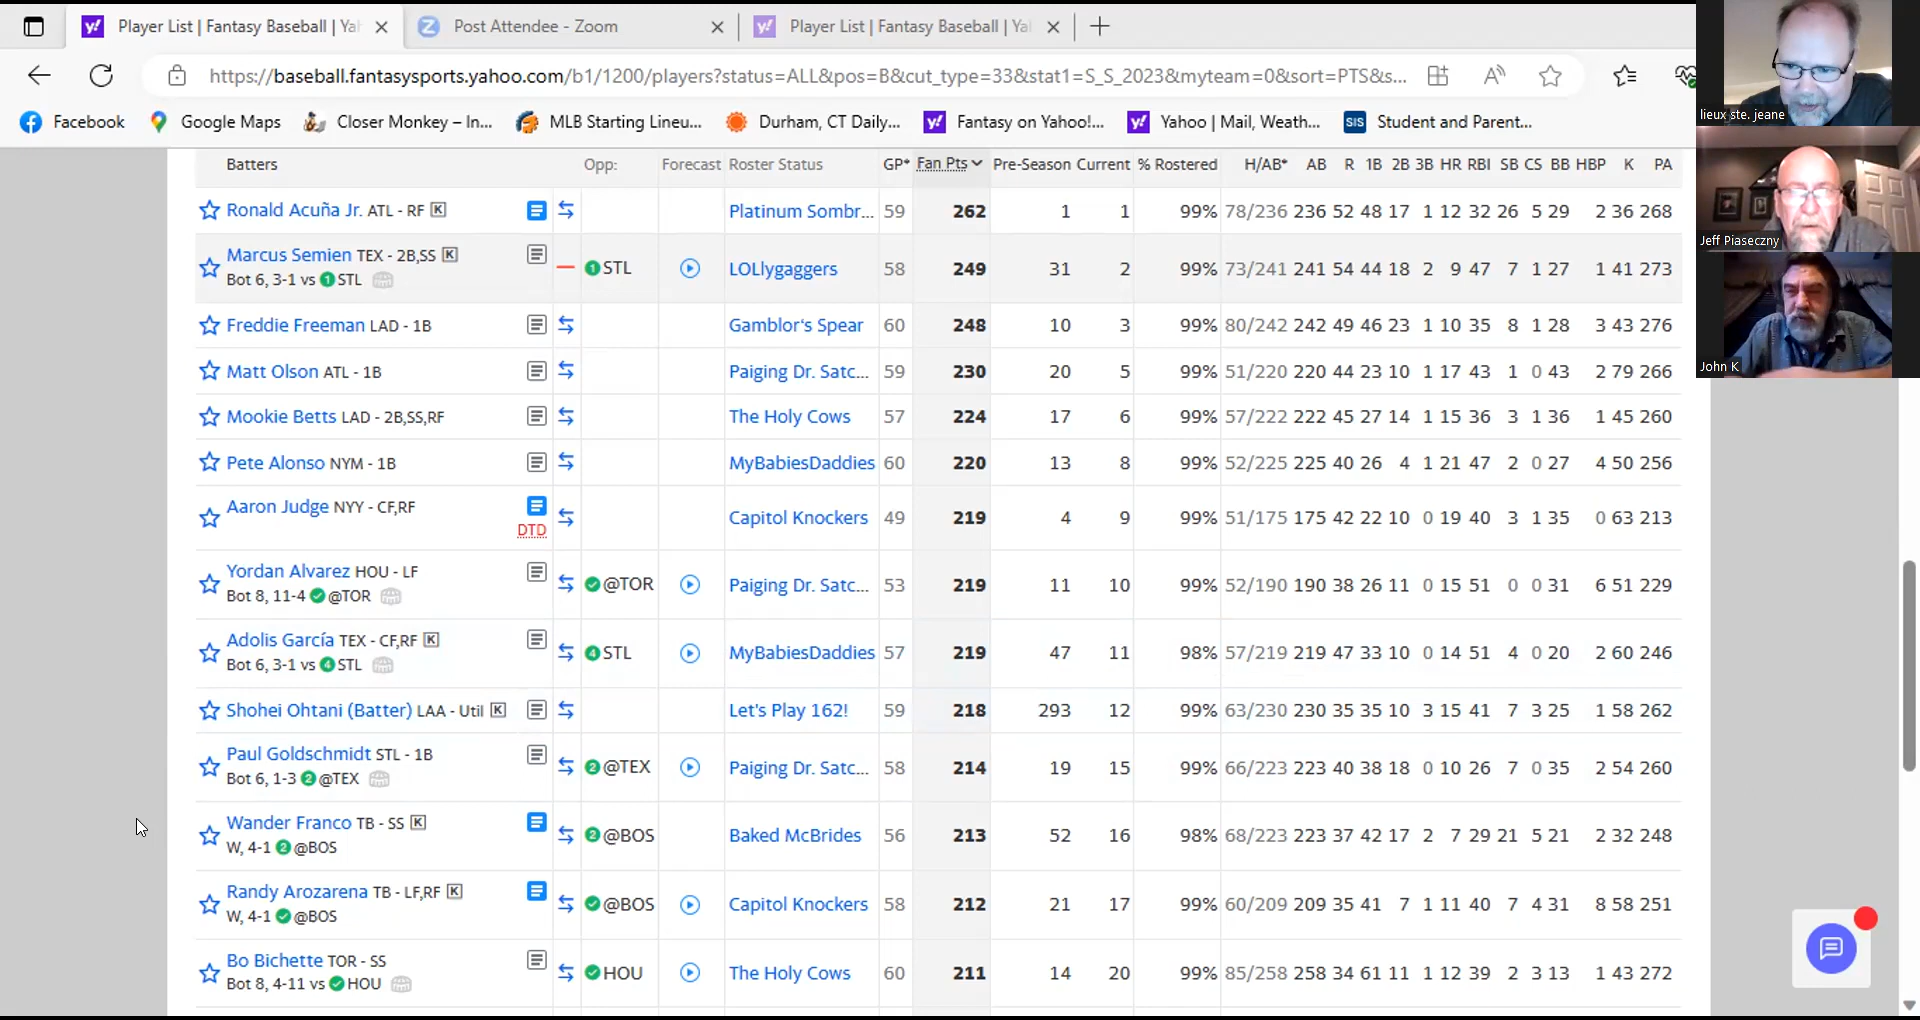 Player List | Fantasy Baseball | Ya
Post Attendee - Zoom
Player List | Fantasy Baseball | Ya
https://baseball.fantasysports.yahoo.com/b1/1200/players?status=ALL&pos=B&cut_type=33&stat1=S_S_2023&myteam=0&sort=PTS&s...
Facebook Google Maps Closer Monkey – In... MLB Starting Lineu... Durham, CT Daily... Fantasy on Yahoo!... Yahoo | Mail, Weath... SIS Student and Parent...
lieux ste. jeane
Jeff Piaseczny
John K
Batters Opp: Forecast Roster Status GP* Fan Pts Pre-Season Current % Rostered H/AB* AB R 1B 2B 3B HR RBI SB CS BB HBP K PA
Ronald Acuña Jr. ATL - RF K Platinum Sombr... 59 262 1 1 99% 78/236 236 52 48 17 1 12 32 26 5 29 2 36 268
Marcus Semien TEX - 2B,SS K
Bot 6, 3-1 vs 1 STL 1 STL LOLlygaggers 58 249 31 2 99% 73/241 241 54 44 18 2 9 47 7 1 27 1 41 273
Freddie Freeman LAD - 1B Gamblor's Spear 60 248 10 3 99% 80/242 242 49 46 23 1 10 35 8 1 28 3 43 276
Matt Olson ATL - 1B Paiging Dr. Satc... 59 230 20 5 99% 51/220 220 44 23 10 1 17 43 1 0 43 2 79 266
Mookie Betts LAD - 2B,SS,RF The Holy Cows 57 224 17 6 99% 57/222 222 45 27 14 1 15 36 3 1 36 1 45 260
Pete Alonso NYM - 1B MyBabiesDaddies 60 220 13 8 99% 52/225 225 40 26 4 1 21 47 2 0 27 4 50 256
Aaron Judge NYY - CF,RF
DTD Capitol Knockers 49 219 4 9 99% 51/175 175 42 22 10 0 19 40 3 1 35 0 63 213
Yordan Alvarez HOU - LF
Bot 8, 11-4 @TOR @TOR Paiging Dr. Satc... 53 219 11 10 99% 52/190 190 38 26 11 0 15 51 0 0 31 6 51 229
Adolis García TEX - CF,RF K
Bot 6, 3-1 vs 4 STL 4 STL MyBabiesDaddies 57 219 47 11 98% 57/219 219 47 33 10 0 14 51 4 0 20 2 60 246
Shohei Ohtani (Batter) LAA - Util K Let's Play 162! 59 218 293 12 99% 63/230 230 35 35 10 3 15 41 7 3 25 1 58 262
Paul Goldschmidt STL - 1B
Bot 6, 1-3 2 @TEX 2 @TEX Paiging Dr. Satc... 58 214 19 15 99% 66/223 223 40 38 18 0 10 26 7 0 35 2 54 260
Wander Franco TB - SS K
W, 4-1 2 @BOS 2 @BOS Baked McBrides 56 213 52 16 98% 68/223 223 37 42 17 2 7 29 21 5 21 2 32 248
Randy Arozarena TB - LF,RF K
W, 4-1 @BOS @BOS Capitol Knockers 58 212 21 17 99% 60/209 209 35 41 7 1 11 40 7 4 31 8 58 251
Bo Bichette TOR - SS
Bot 8, 4-11 vs HOU HOU The Holy Cows 60 211 14 20 99% 85/258 258 34 61 11 1 12 39 2 3 13 1 43 272